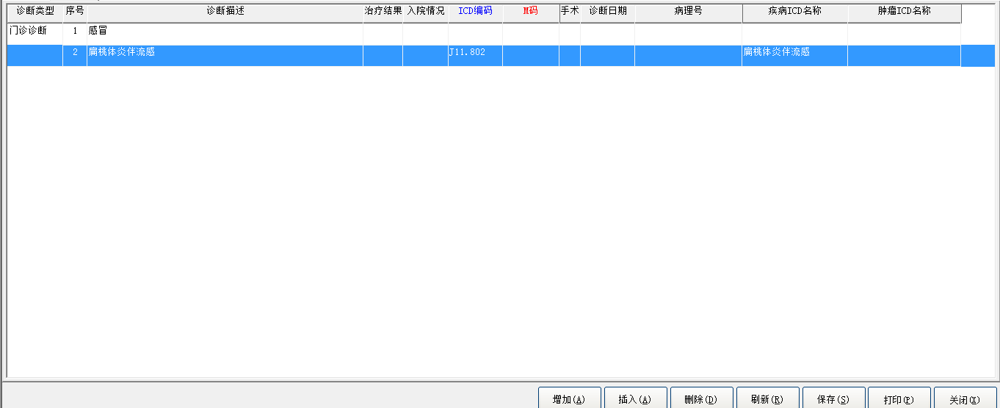 诊断类型 序号 诊断描述 治疗结果 入院情况 ICD编码 M码 手术 诊断日期 病理号 疾病ICD名称 肿瘤ICD名称
门诊诊断 1 感冒
2 扁桃体炎伴流感 J11.802 扁桃体炎伴流感
增加(A) 插入(A) 删除(D) 刷新(R) 保存(S) 打印(P) 关闭(X)